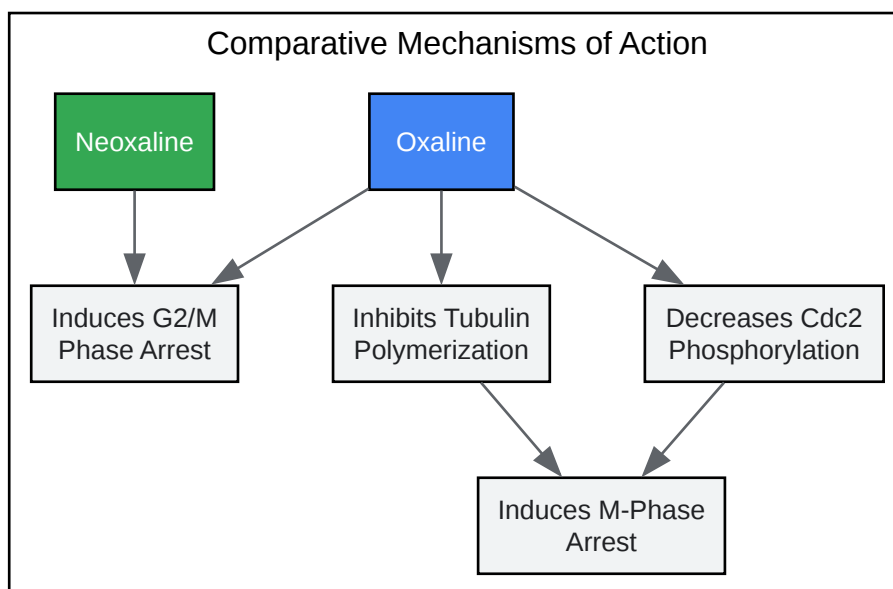 Comparative Mechanisms of Action
Neoxaline
Oxaline
Induces G2/M
Phase Arrest
Inhibits Tubulin
Polymerization
Decreases Cdc2
Phosphorylation
Induces M-Phase
Arrest